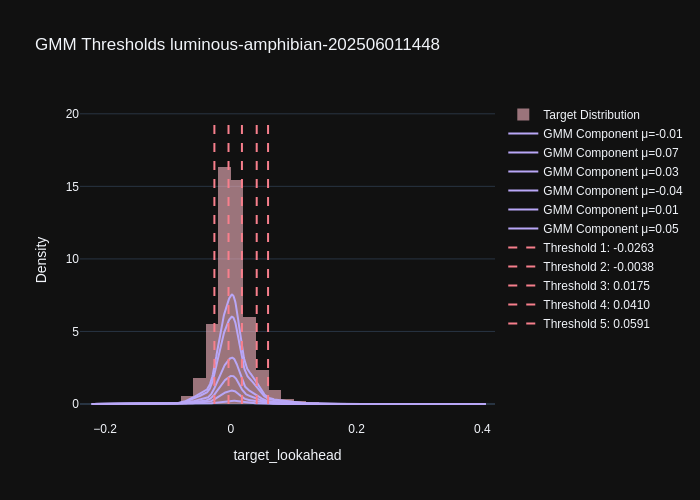 GMM Thresholds luminous-amphibian-202506011448
20
15
10
5
0
Density
−0.2
0
0.2
0.4
target_lookahead
Target Distribution
GMM Component μ=-0.01
GMM Component μ=0.07
GMM Component μ=0.03
GMM Component μ=-0.04
GMM Component μ=0.01
GMM Component μ=0.05
Threshold 1: -0.0263
Threshold 2: -0.0038
Threshold 3: 0.0175
Threshold 4: 0.0410
Threshold 5: 0.0591